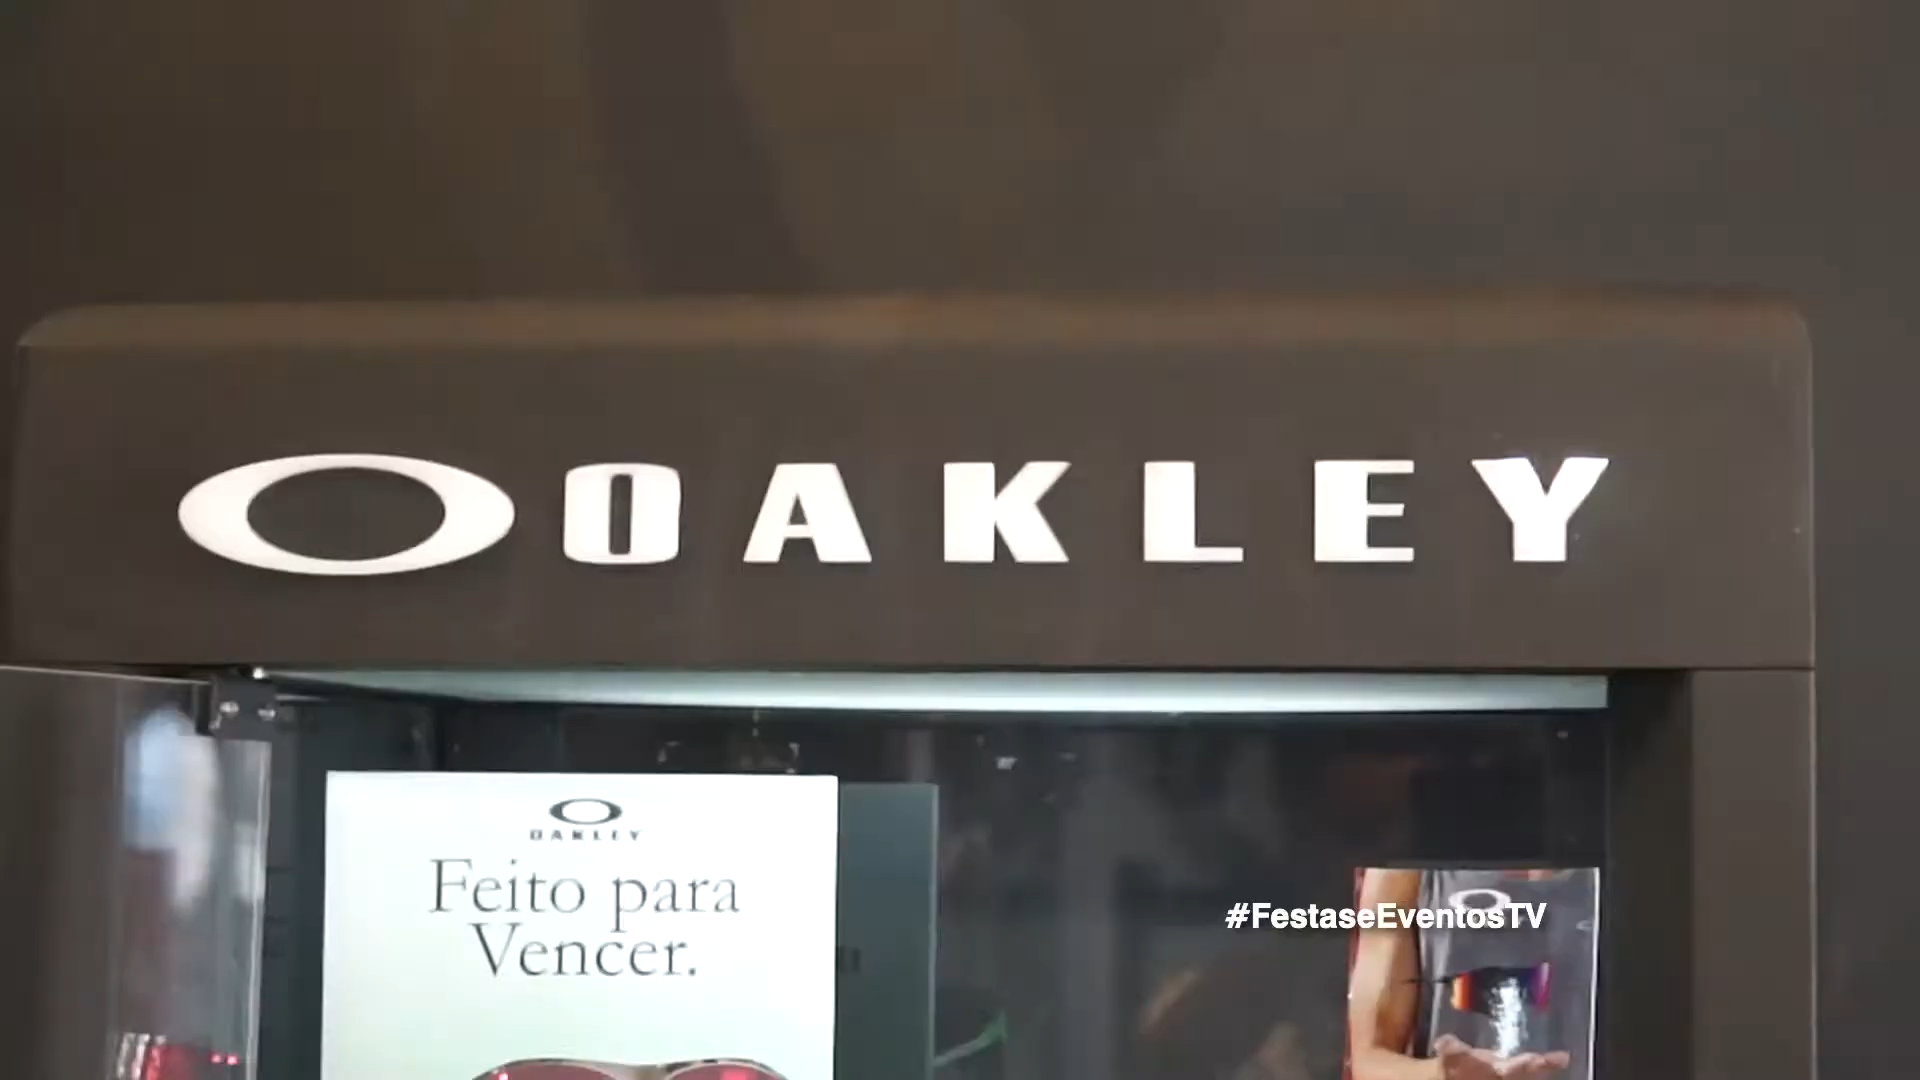 OAKLEY
OAKLEY
Feito para
Vencer.
#FestaseEventosTV